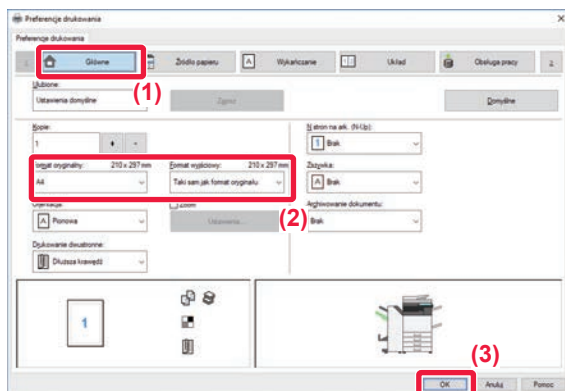 Preferencje drukowania
Preferencje drukowania
Główne
Źródło papieru
Wykańczanie
Układ
Obsługa pracy
(1)
Ulubione:
Ustawienia domyślne
Zapisz
Domyślne
Kopie:
1
N stron na ark. (N-Up):
1 Brak
format oryginalny: 210 x 297 mm
Format wyjściowy: 210 x 297 mm
A4
Taki sam jak format oryginału
Zszywka:
A Brak
(2)
Orientacja:
Zoom
A Pionowa
Ustawienia...
Archiwowanie dokumentu:
Brak
Drukowanie dwustronne:
Dłuższa krawędź
1
(3)
OK
Anuluj
Pomoc